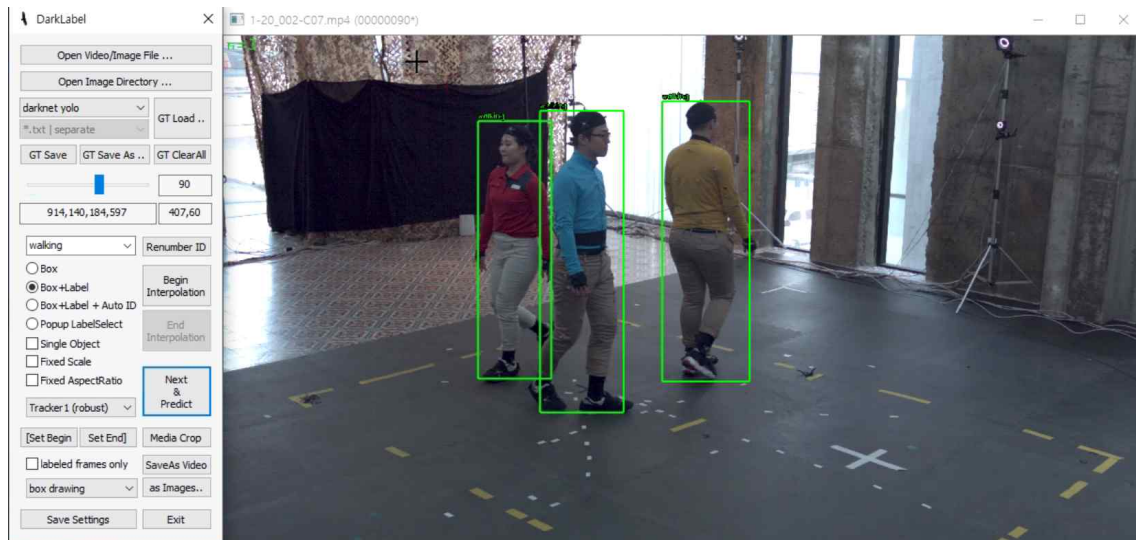 DarkLabel
1-20_002-C07.mp4 (00000090*)
Open Video/Image File ...
Open Image Directory ...
darknet yolo
*.txt | separate
GT Load ..
GT Save
GT Save As ..
GT ClearAll
90
914,140,184,597
407,60
walking
Renumber ID
Box
Box+Label
Box+Label + Auto ID
Popup LabelSelect
Single Object
Fixed Scale
Fixed AspectRatio
Begin
Interpolation
End
Interpolation
Next
&
Predict
Tracker1 (robust)
[Set Begin
Set End]
Media Crop
labeled frames only
SaveAs Video
box drawing
as Images..
Save Settings
Exit